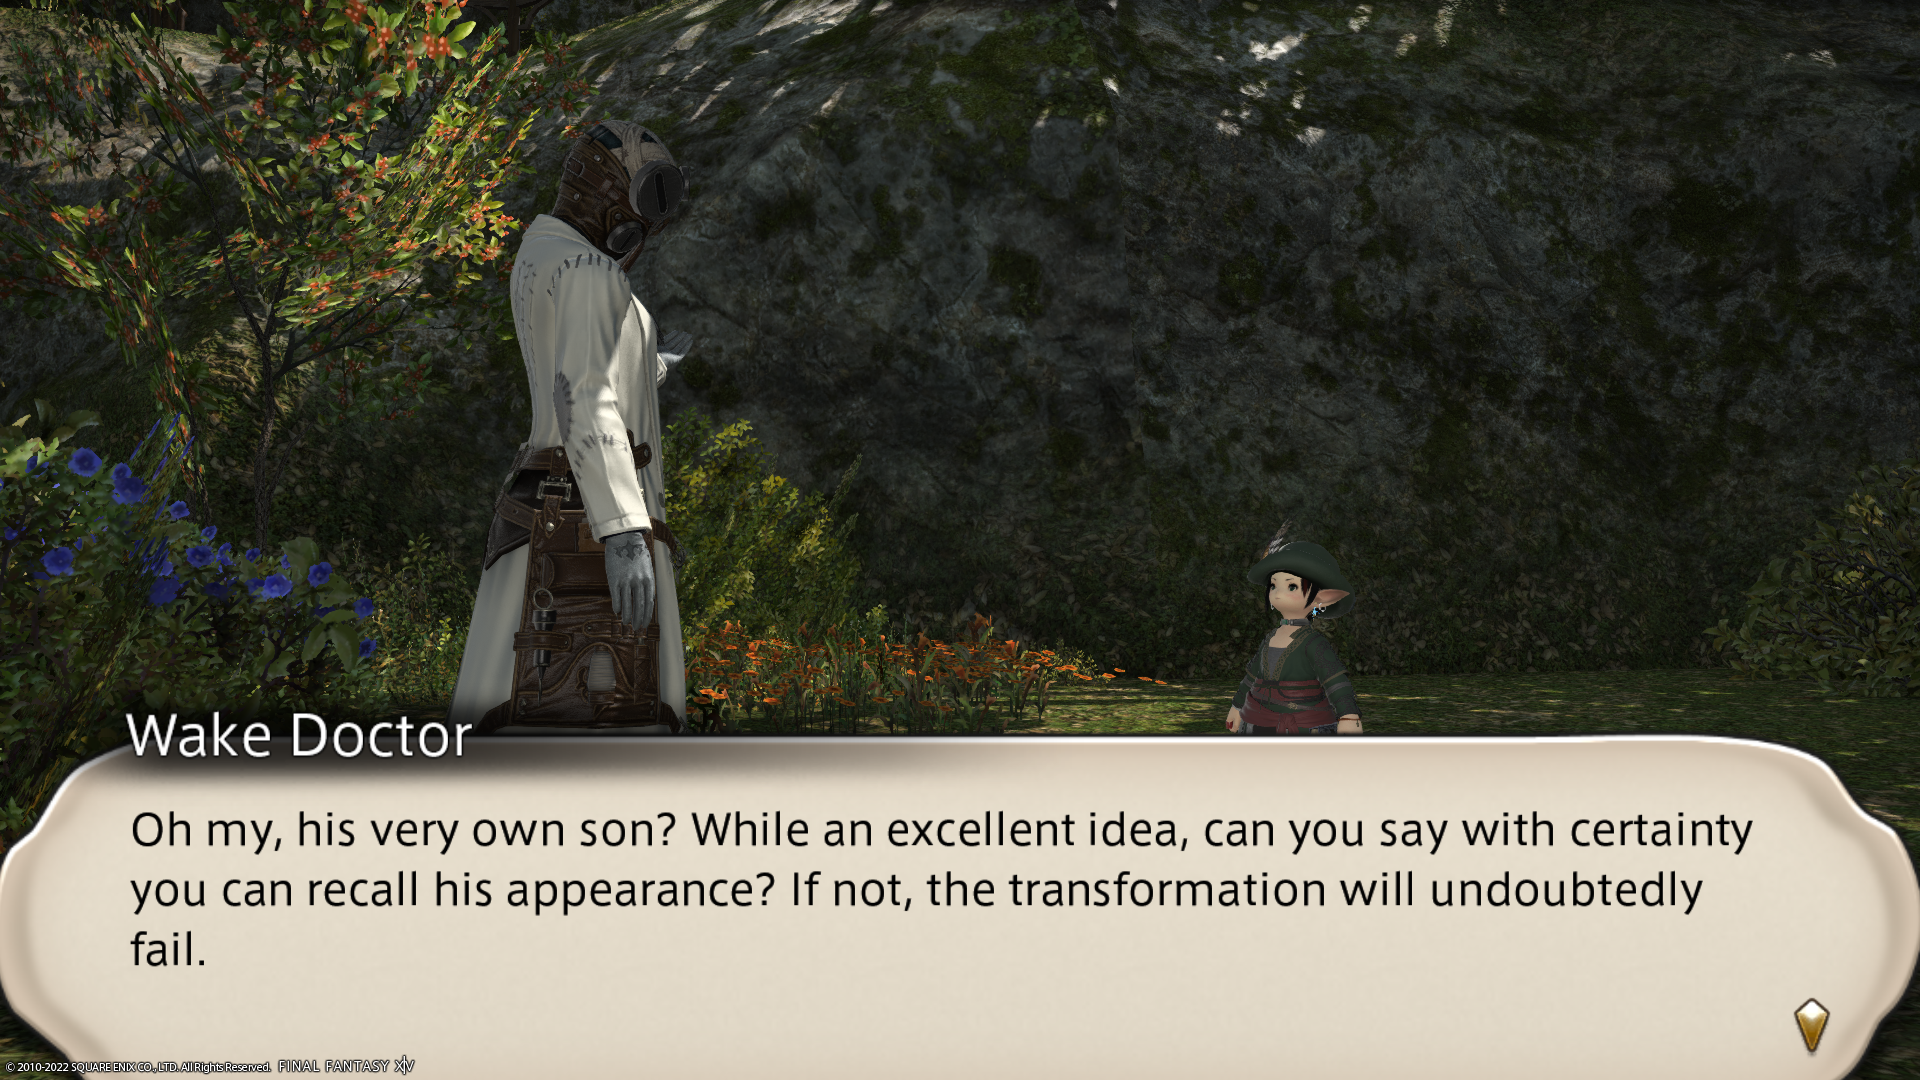 Wake Doctor
Oh my, his very own son? While an excellent idea, can you say with certainty
you can recall his appearance? If not, the transformation will undoubtedly
fail.
© 2010-2022 SQUARE ENIX CO., LTD. All Rights Reserved. FINAL FANTASY XIV